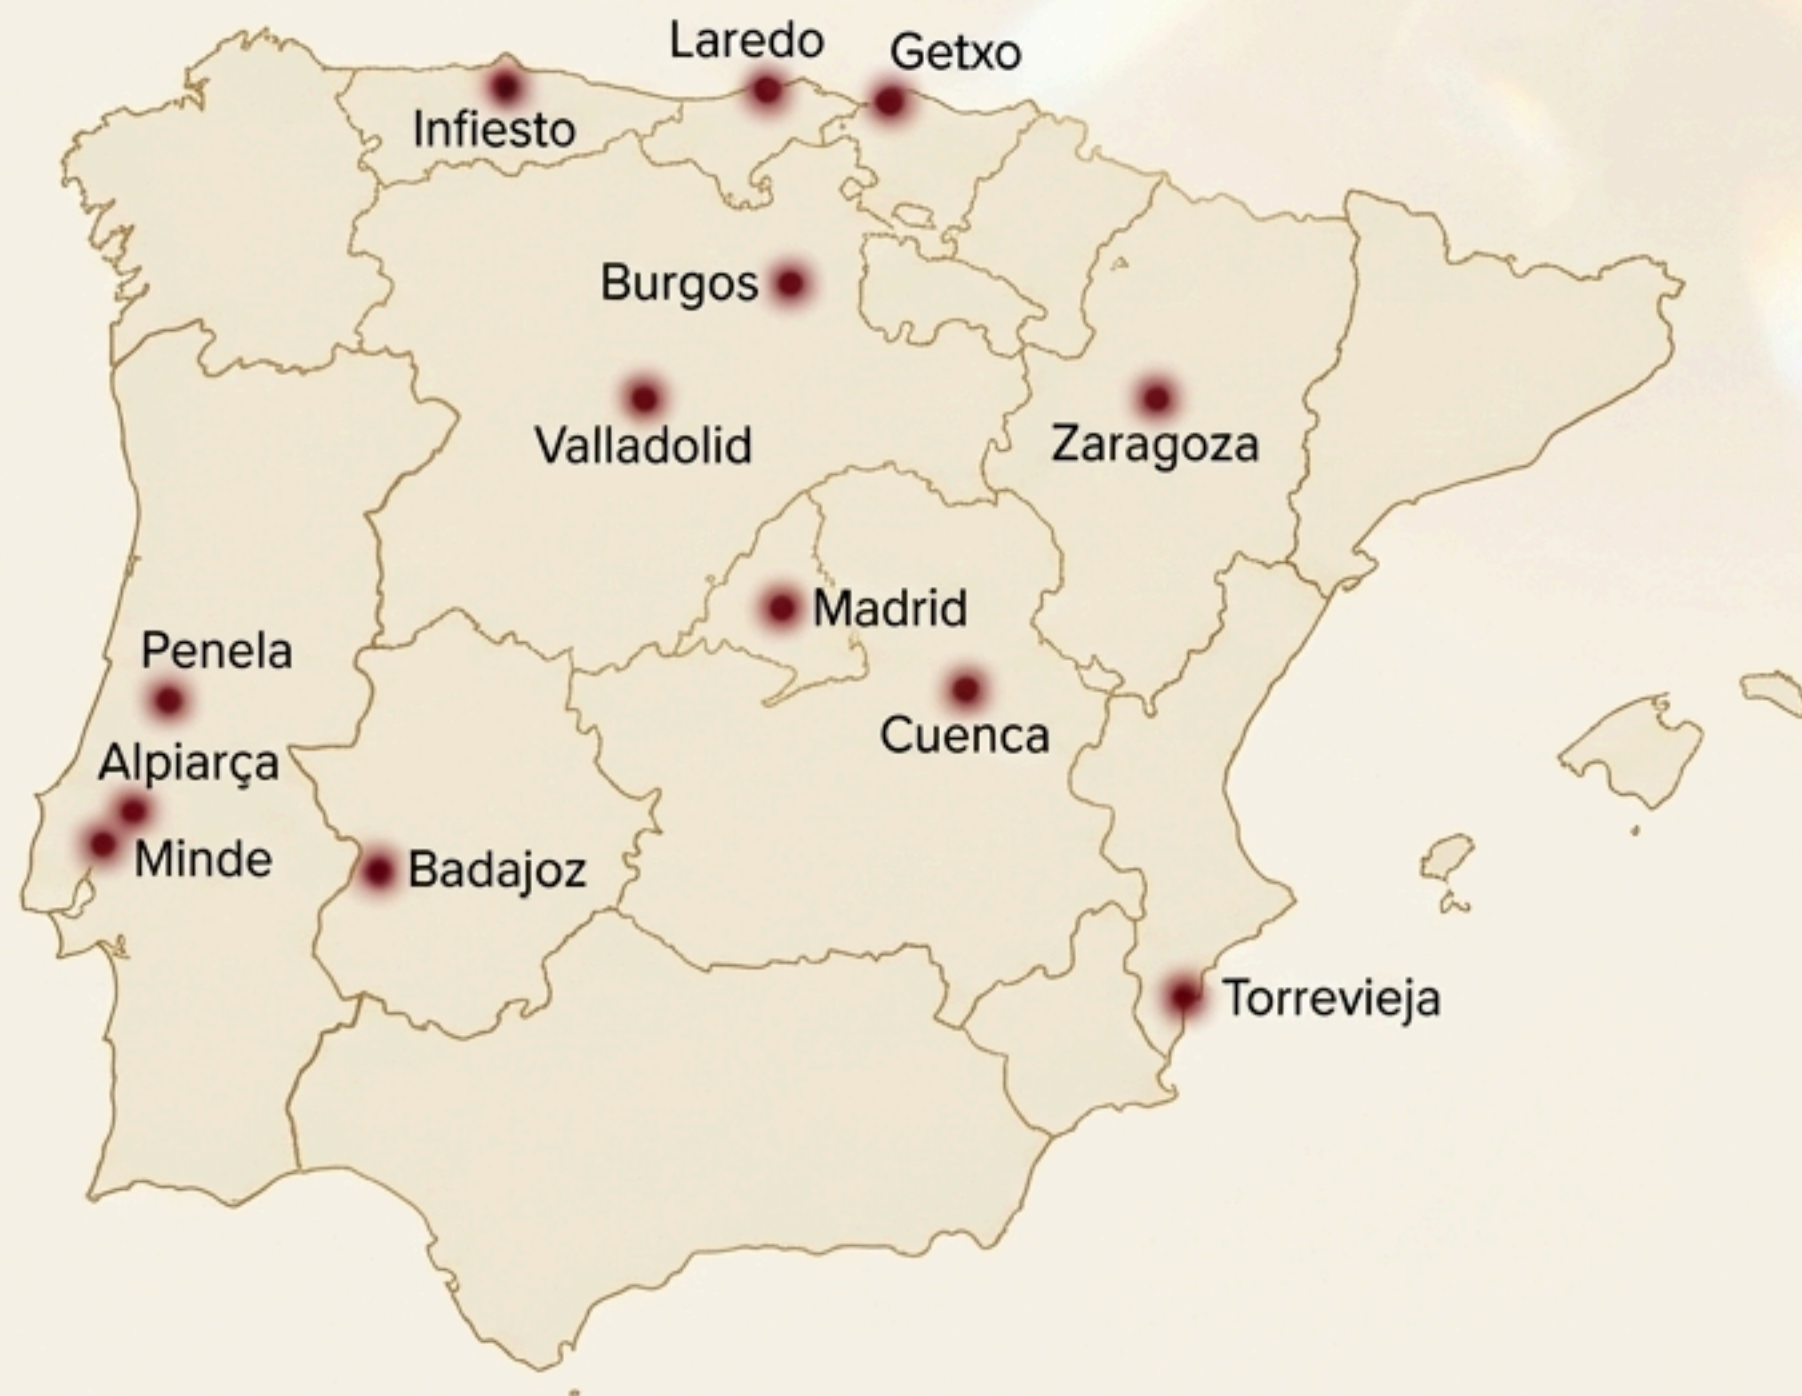 Laredo
Getxo
Infiesto
Burgos
Valladolid
Zaragoza
Madrid
Penela
Cuenca
Alpiarça
Minde
Badajoz
Torrevieja